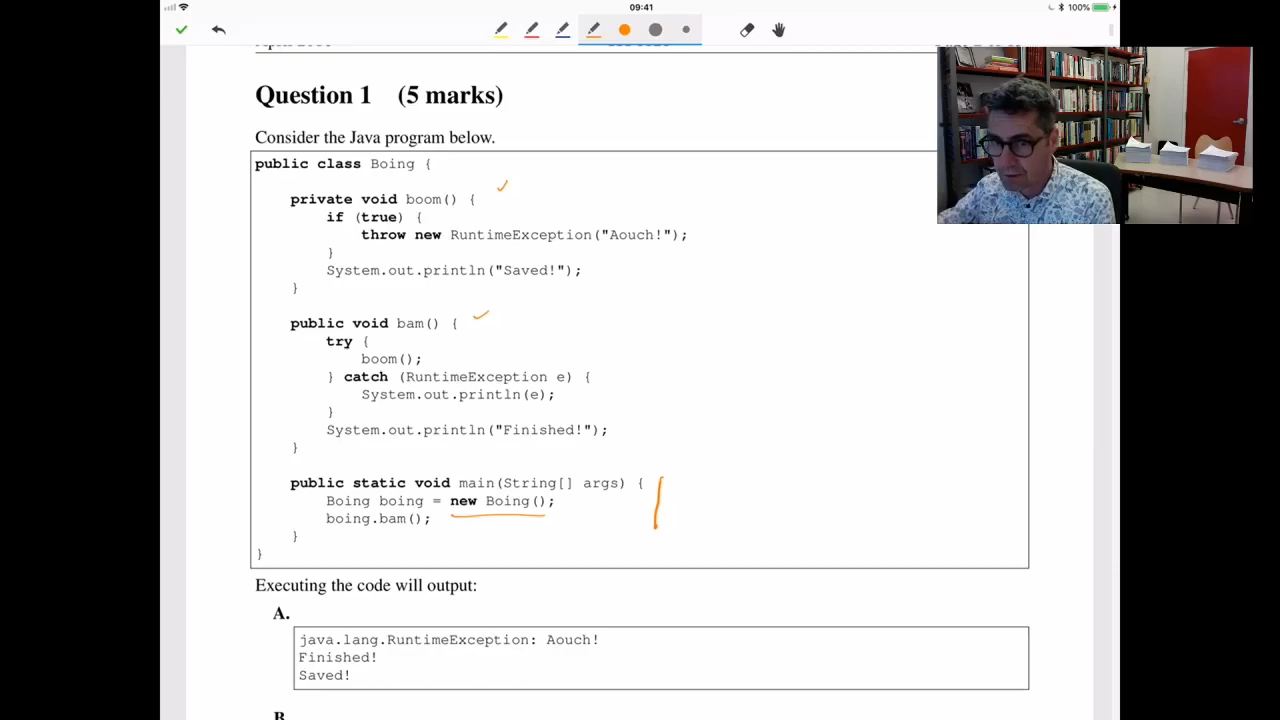 09:41
100%
Question 1 (5 marks)
Consider the Java program below.
public class Boing {
private void boom() {
if (true) {
throw new RuntimeException("Aouch!");
}
System.out.println("Saved!");
}
public void bam() {
try {
boom();
} catch (RuntimeException e) {
System.out.println(e);
}
System.out.println("Finished!");
}
public static void main(String[] args) {
Boing boing = new Boing();
boing.bam();
}
}
Executing the code will output:
A.
java.lang.RuntimeException: Aouch!
Finished!
Saved!
B